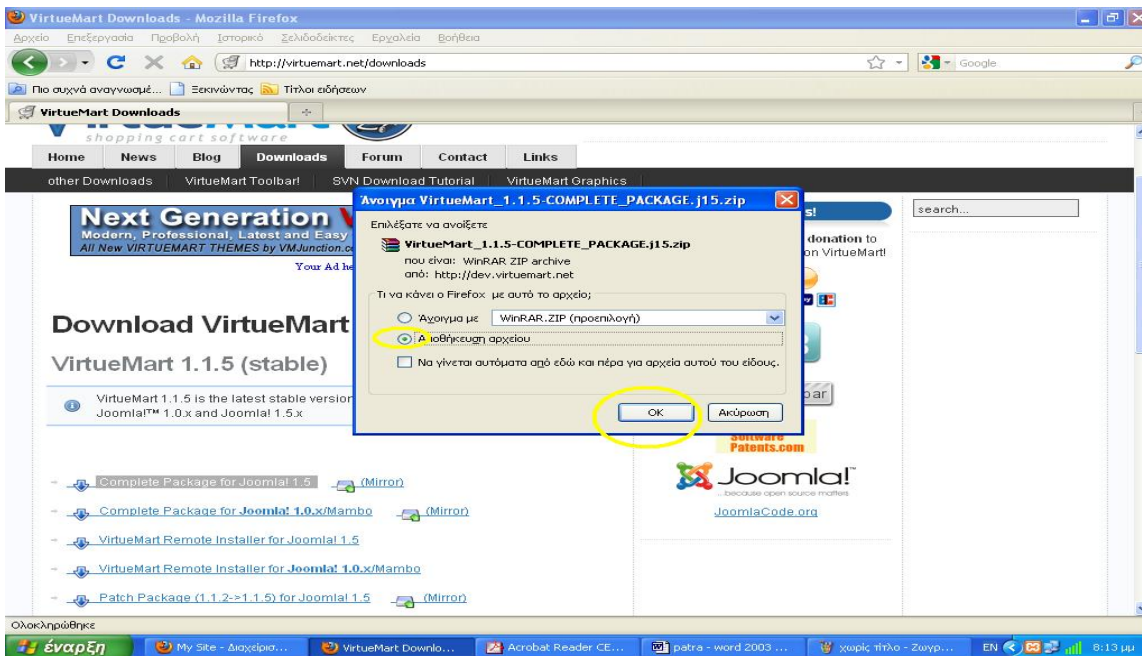 VirtueMart Downloads - Mozilla Firefox
Αρχείο Επεξεργασία Προβολή Ιστορικό Σελιδοδείκτες Εργαλεία Βοήθεια
http://virtuemart.net/downloads
Google
Πιο συχνά αναγνωσμέ... Ξεκινώντας Τίτλοι ειδήσεων
VirtueMart Downloads
shopping cart software
Home News Blog Downloads Forum Contact Links
other Downloads VirtueMart Toolbar! SVN Download Tutorial VirtueMart Graphics
Next Generation
Modern, Professional, Latest and Easy
All New VIRTUEMART THEMES by VMJunction.co
Your Ad he
search...
donation to
on VirtueMart!
Άνοιγμα VirtueMart_1.1.5-COMPLETE_PACKAGE.j15.zip
Επιλέξατε να ανοίξετε
VirtueMart_1.1.5-COMPLETE_PACKAGE.j15.zip
που είναι: WinRAR ZIP archive
από: http://dev.virtuemart.net
Τι να κάνει ο Firefox με αυτό το αρχείο;
Άνοιγμα με WinRAR.ZIP (προεπιλογή)
Αποθήκευση αρχείου
Να γίνεται αυτόματα από εδώ και πέρα για αρχεία αυτού του είδους.
OK Ακύρωση
Download VirtueMart
VirtueMart 1.1.5 (stable)
VirtueMart 1.1.5 is the latest stable version
Joomla!™ 1.0.x and Joomla! 1.5.x
Complete Package for Joomla! 1.5 (Mirror)
Complete Package for Joomla! 1.0.x/Mambo (Mirror)
VirtueMart Remote Installer for Joomla! 1.5
VirtueMart Remote Installer for Joomla! 1.0.x/Mambo
Patch Package (1.1.2->1.1.5) for Joomla! 1.5 (Mirror)
Software
Patents.com
Joomla!
...because open source matters
JoomlaCode.org
Ολοκληρώθηκε
έναρξη My Site - Διαχείρισ... VirtueMart Downlo... Acrobat Reader CE... patra - word 2003 ... χωρίς τίτλο - Ζωγρ... EN 8:13 μμ